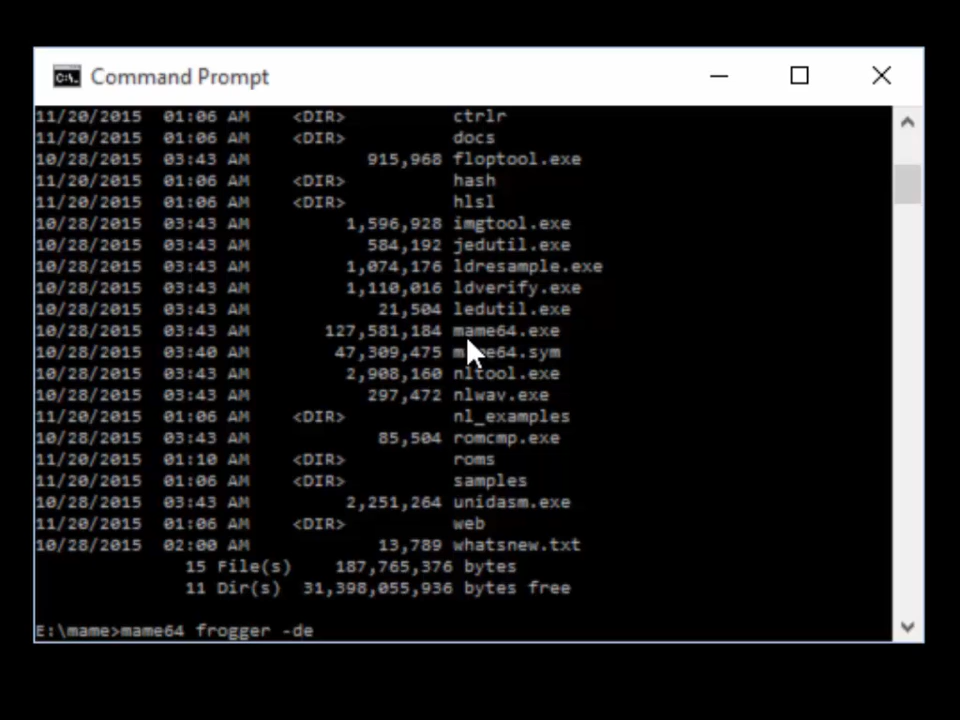 Command Prompt
11/20/2015 01:06 AM <DIR> ctrlr
11/20/2015 01:06 AM <DIR> docs
10/28/2015 03:43 AM 915,968 floptool.exe
11/20/2015 01:06 AM <DIR> hash
11/20/2015 01:06 AM <DIR> hlsl
10/28/2015 03:43 AM 1,596,928 imgtool.exe
10/28/2015 03:43 AM 584,192 jedutil.exe
10/28/2015 03:43 AM 1,074,176 ldresample.exe
10/28/2015 03:43 AM 1,110,016 ldverify.exe
10/28/2015 03:43 AM 21,504 ledutil.exe
10/28/2015 03:43 AM 127,581,184 mame64.exe
10/28/2015 03:40 AM 47,309,475 mame64.sym
10/28/2015 03:43 AM 2,908,160 nltool.exe
10/28/2015 03:43 AM 297,472 nlwav.exe
11/20/2015 01:06 AM <DIR> nl_examples
10/28/2015 03:43 AM 85,504 romcmp.exe
11/20/2015 01:10 AM <DIR> roms
11/20/2015 01:06 AM <DIR> samples
10/28/2015 03:43 AM 2,251,264 unidasm.exe
11/20/2015 01:06 AM <DIR> web
10/28/2015 02:00 AM 13,789 whatsnew.txt
15 File(s) 187,765,376 bytes
11 Dir(s) 31,398,055,936 bytes free
E:\mame>mame64 frogger -de